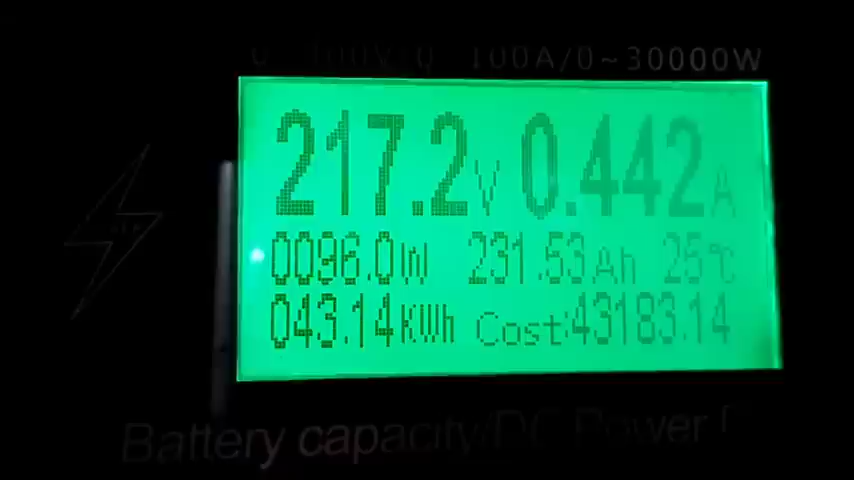 100A/0~30000W
217.2V 0.442A
0096.0W 231.53Ah 25℃
043.14KWh Cost:43183.14
Battery capacity/DC Power